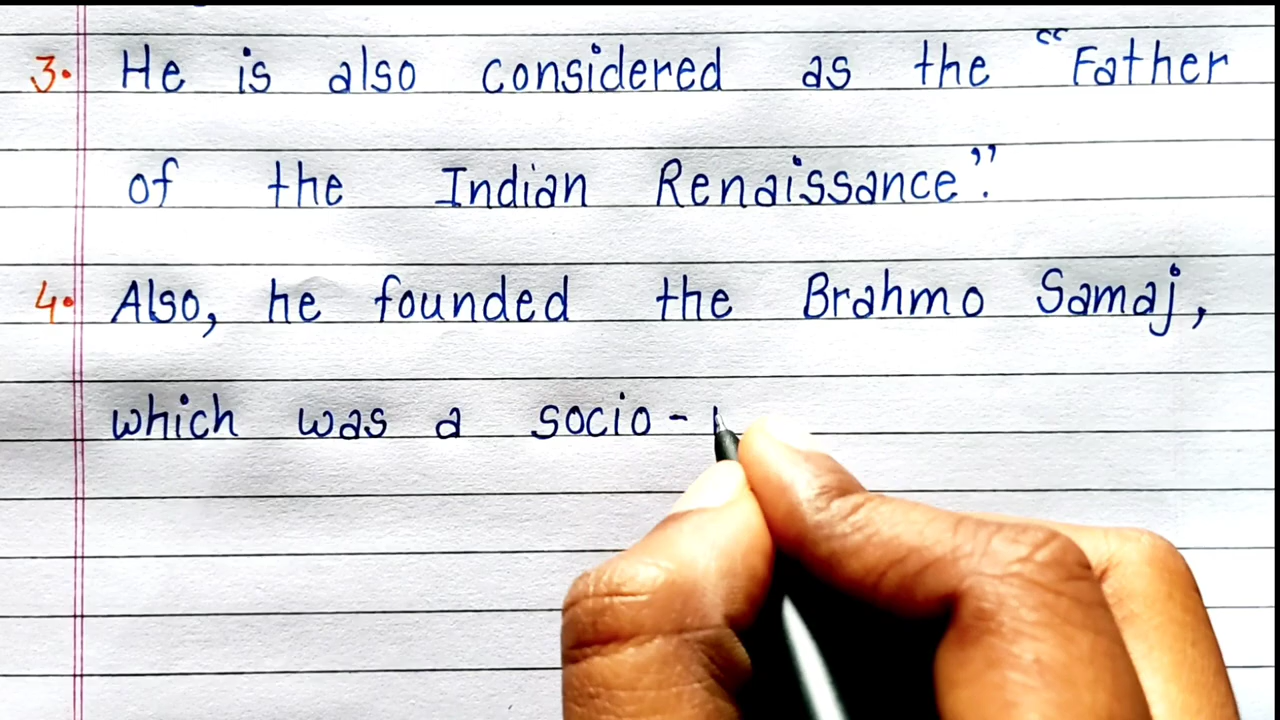 3. He is also considered as the "Father
of the Indian Renaissance".
4. Also, he founded the Brahmo Samaj,
which was a socio-